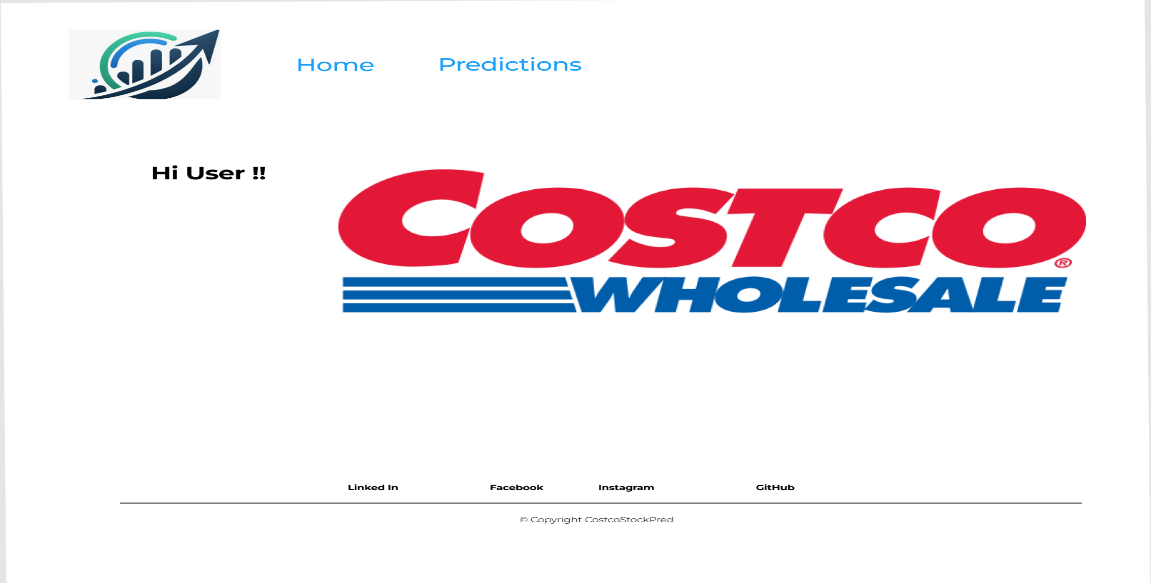 Home Predictions
Hi User !!
COSTCO ®
WHOLESALE
Linked In Facebook Instagram GitHub
© Copyright CostcoStockPred